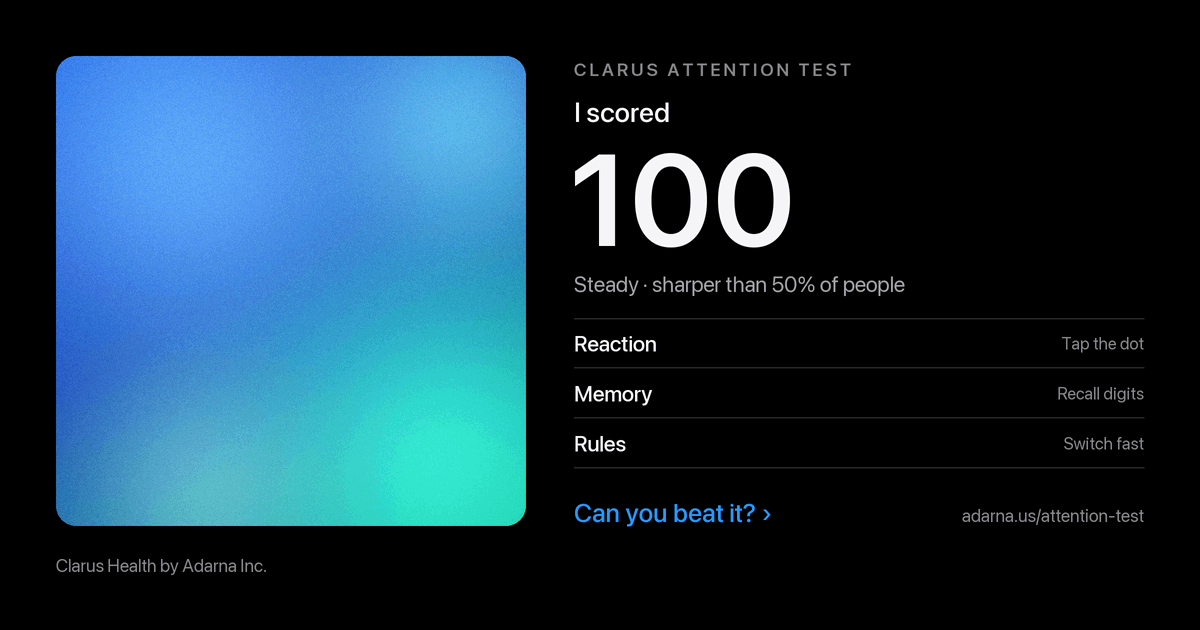 CLARUS ATTENTION TEST
I scored
100
Steady · sharper than 50% of people
Reaction Tap the dot
Memory Recall digits
Rules Switch fast
Can you beat it? › adarna.us/attention-test
Clarus Health by Adarna Inc.